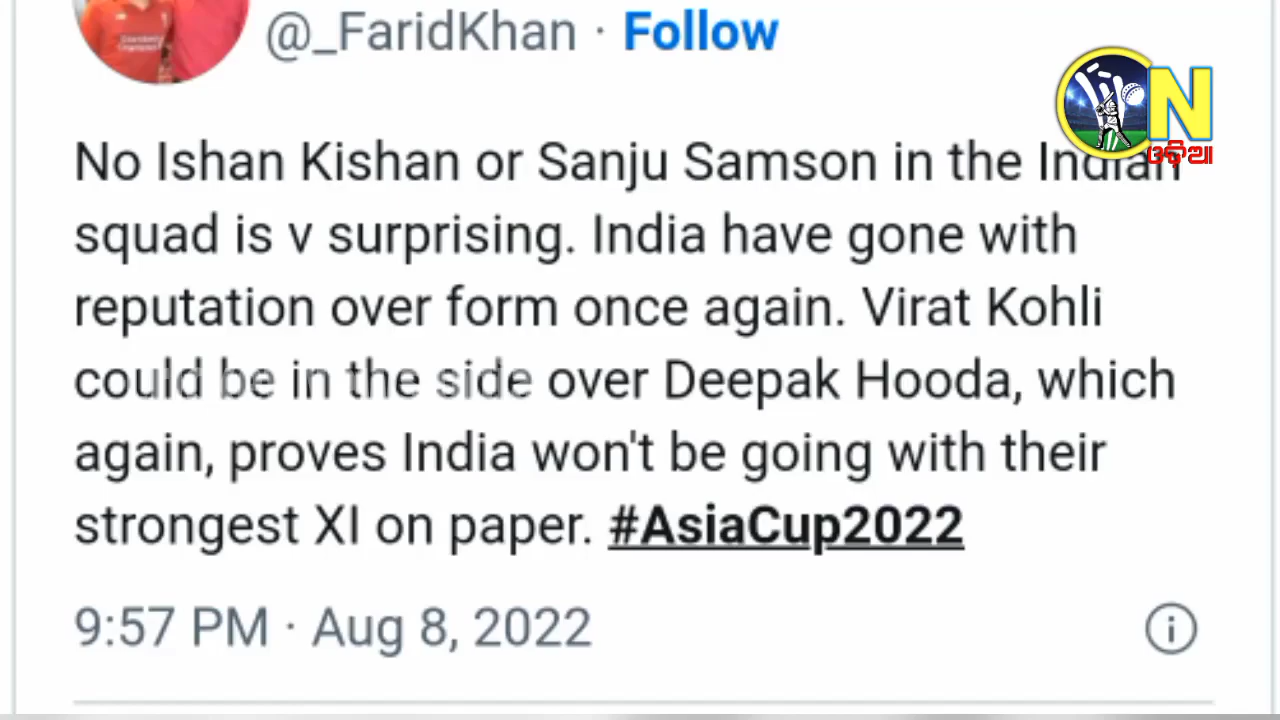 @_FaridKhan · Follow
N
ଓଡ଼ିଆ
No Ishan Kishan or Sanju Samson in the Indian
squad is v surprising. India have gone with
reputation over form once again. Virat Kohli
could be in the side over Deepak Hooda, which
again, proves India won't be going with their
strongest XI on paper. #AsiaCup2022
9:57 PM · Aug 8, 2022